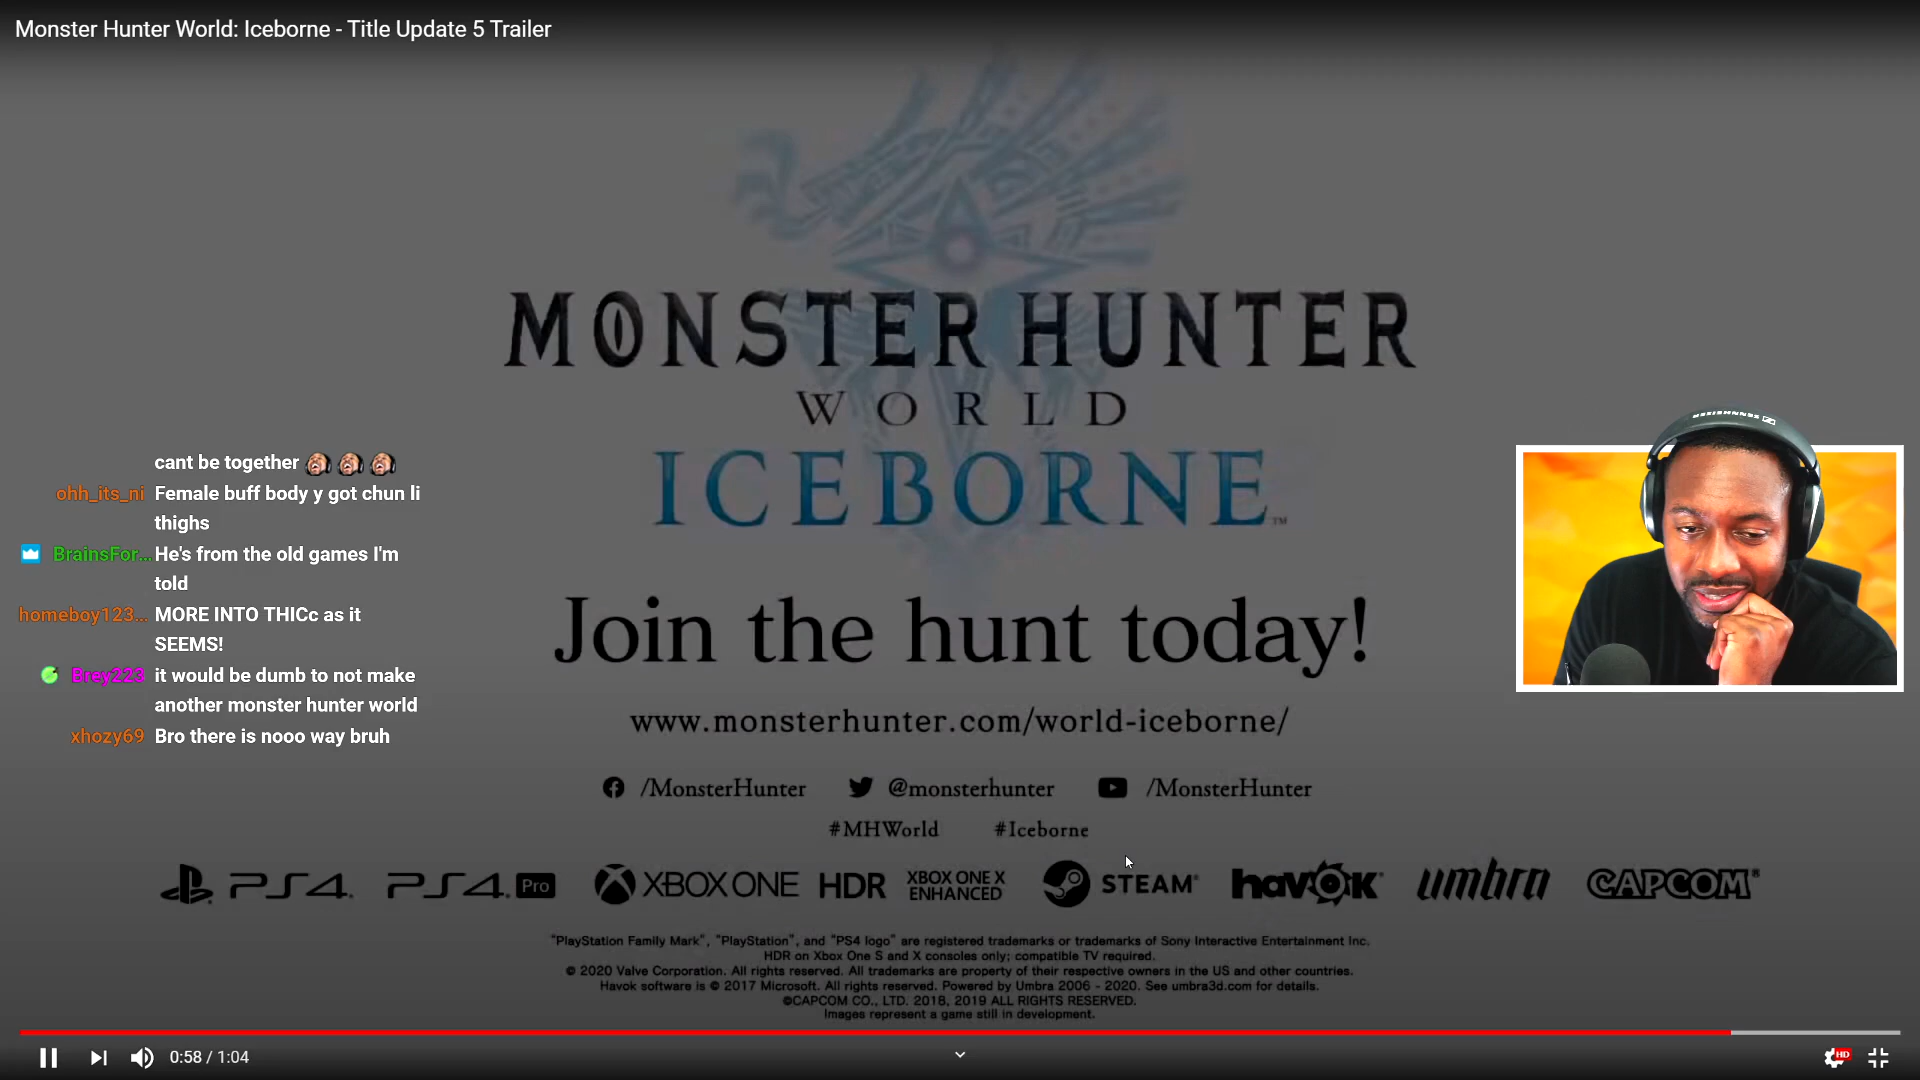 Monster Hunter World: Iceborne - Title Update 5 Trailer
MONSTER HUNTER
WORLD
ICEBORNE™
cant be together
ohh_its_ni Female buff body y got chun li
thighs
BrainsFor... He's from the old games I'm
told
homeboy123... MORE INTO THICc as it
SEEMS!
Brey223 it would be dumb to not make
another monster hunter world
xhozy69 Bro there is nooo way bruh
Join the hunt today!
www.monsterhunter.com/world-iceborne/
/MonsterHunter @monsterhunter /MonsterHunter
#MHWorld #Iceborne
PS4 PS4 Pro XBOX ONE HDR XBOX ONE X ENHANCED STEAM® havok umbra CAPCOM®
"PlayStation Family Mark", "PlayStation", and "PS4 logo" are registered trademarks or trademarks of Sony Interactive Entertainment Inc.
HDR on Xbox One S and X consoles only; compatible TV required.
© 2020 Valve Corporation. All rights reserved. All trademarks are property of their respective owners in the US and other countries.
Havok software is © 2017 Microsoft. All rights reserved. Powered by Umbra 2006 - 2020. See umbra3d.com for details.
©CAPCOM CO., LTD. 2018, 2019 ALL RIGHTS RESERVED.
Images represent a game still in development.
0:58 / 1:04
HD